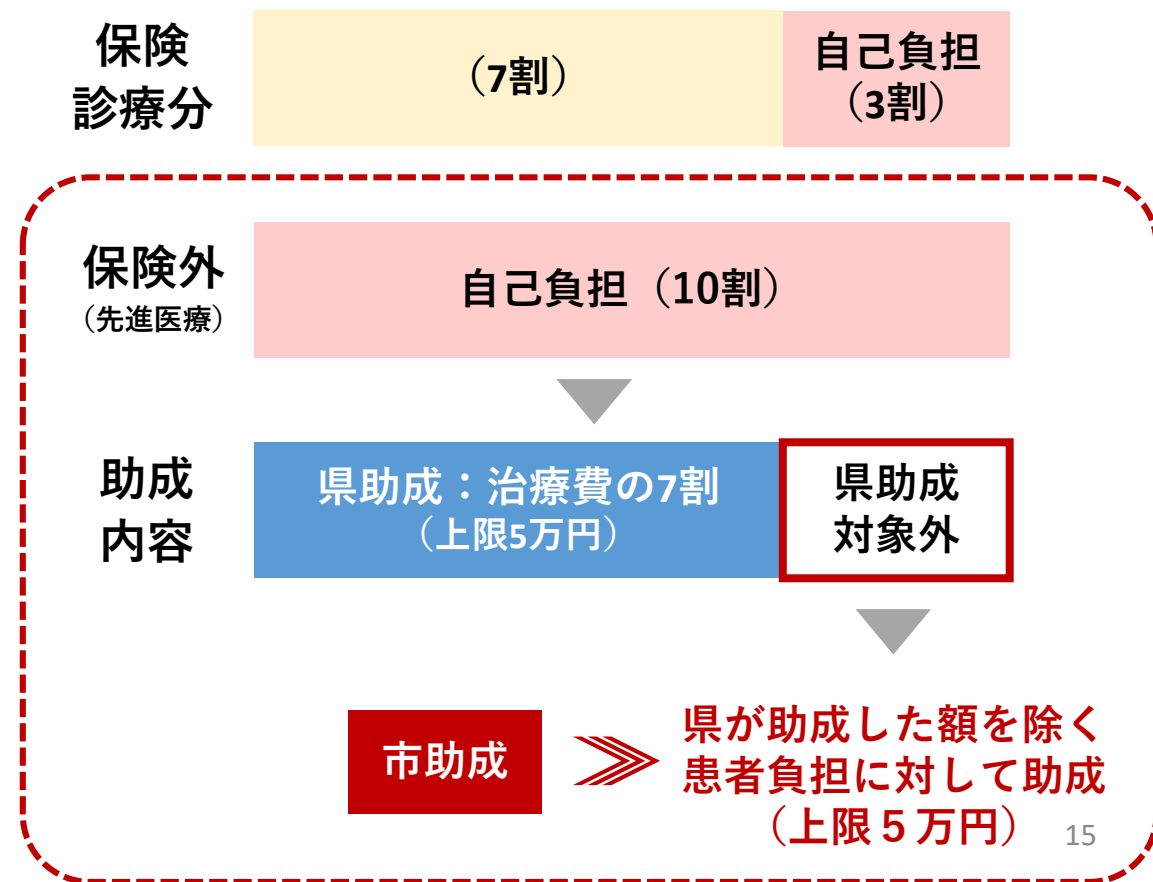 保険
診療分
（7割）
自己負担
（3割）
保険外
（先進医療）
自己負担（10割）
助成
内容
県助成：治療費の7割
（上限5万円）
県助成
対象外
市助成
県が助成した額を除く
患者負担に対して助成
（上限５万円）
15